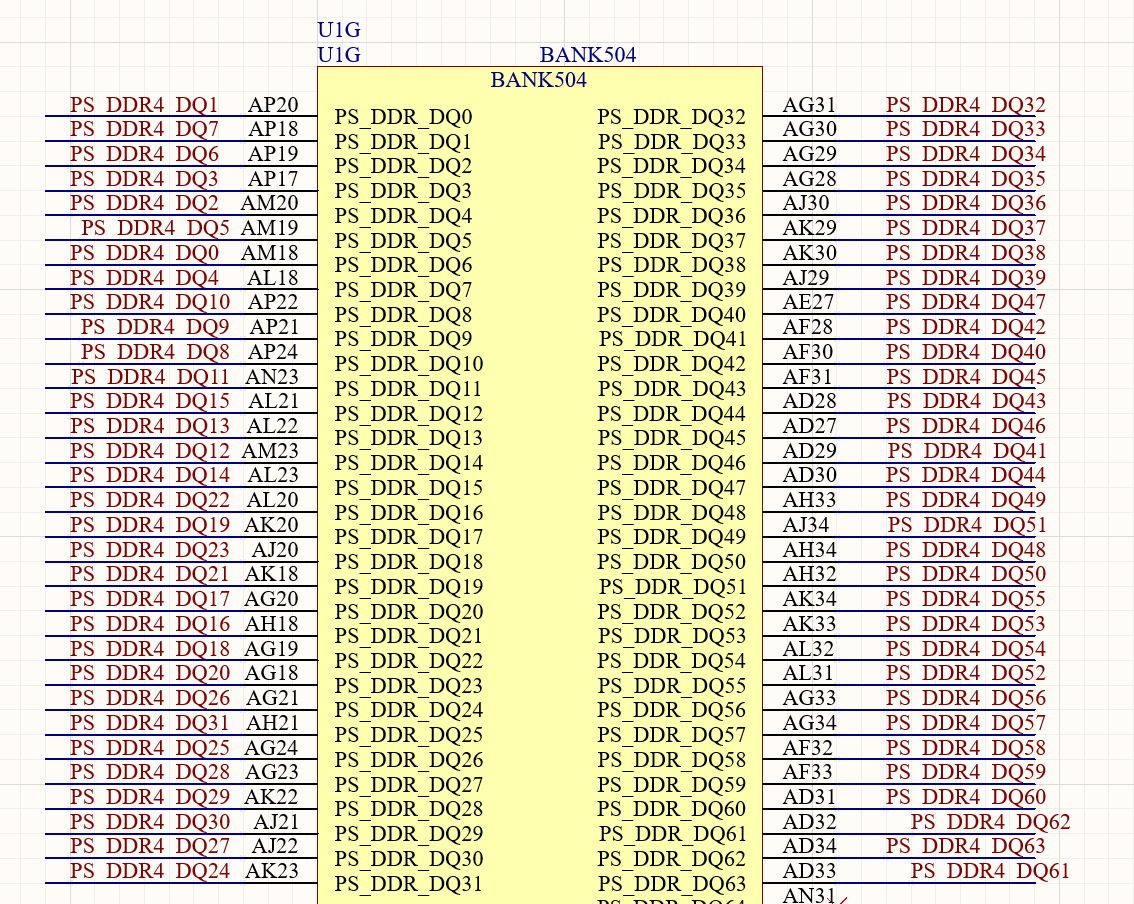 U1G
U1G BANK504
BANK504
PS_DDR4_DQ1 AP20 PS_DDR_DQ0 PS_DDR_DQ32 AG31 PS_DDR4_DQ32
PS_DDR4_DQ7 AP18 PS_DDR_DQ1 PS_DDR_DQ33 AG30 PS_DDR4_DQ33
PS_DDR4_DQ6 AP19 PS_DDR_DQ2 PS_DDR_DQ34 AG29 PS_DDR4_DQ34
PS_DDR4_DQ3 AP17 PS_DDR_DQ3 PS_DDR_DQ35 AG28 PS_DDR4_DQ35
PS_DDR4_DQ2 AM20 PS_DDR_DQ4 PS_DDR_DQ36 AJ30 PS_DDR4_DQ36
PS_DDR4_DQ5 AM19 PS_DDR_DQ5 PS_DDR_DQ37 AK29 PS_DDR4_DQ37
PS_DDR4_DQ0 AM18 PS_DDR_DQ6 PS_DDR_DQ38 AK30 PS_DDR4_DQ38
PS_DDR4_DQ4 AL18 PS_DDR_DQ7 PS_DDR_DQ39 AJ29 PS_DDR4_DQ39
PS_DDR4_DQ10 AP22 PS_DDR_DQ8 PS_DDR_DQ40 AE27 PS_DDR4_DQ47
PS_DDR4_DQ9 AP21 PS_DDR_DQ9 PS_DDR_DQ41 AF28 PS_DDR4_DQ42
PS_DDR4_DQ8 AP24 PS_DDR_DQ10 PS_DDR_DQ42 AF30 PS_DDR4_DQ40
PS_DDR4_DQ11 AN23 PS_DDR_DQ11 PS_DDR_DQ43 AF31 PS_DDR4_DQ45
PS_DDR4_DQ15 AL21 PS_DDR_DQ12 PS_DDR_DQ44 AD28 PS_DDR4_DQ43
PS_DDR4_DQ13 AL22 PS_DDR_DQ13 PS_DDR_DQ45 AD27 PS_DDR4_DQ46
PS_DDR4_DQ12 AM23 PS_DDR_DQ14 PS_DDR_DQ46 AD29 PS_DDR4_DQ41
PS_DDR4_DQ14 AL23 PS_DDR_DQ15 PS_DDR_DQ47 AD30 PS_DDR4_DQ44
PS_DDR4_DQ22 AL20 PS_DDR_DQ16 PS_DDR_DQ48 AH33 PS_DDR4_DQ49
PS_DDR4_DQ19 AK20 PS_DDR_DQ17 PS_DDR_DQ49 AJ34 PS_DDR4_DQ51
PS_DDR4_DQ23 AJ20 PS_DDR_DQ18 PS_DDR_DQ50 AH34 PS_DDR4_DQ48
PS_DDR4_DQ21 AK18 PS_DDR_DQ19 PS_DDR_DQ51 AH32 PS_DDR4_DQ50
PS_DDR4_DQ17 AG20 PS_DDR_DQ20 PS_DDR_DQ52 AK34 PS_DDR4_DQ55
PS_DDR4_DQ16 AH18 PS_DDR_DQ21 PS_DDR_DQ53 AK33 PS_DDR4_DQ53
PS_DDR4_DQ18 AG19 PS_DDR_DQ22 PS_DDR_DQ54 AL32 PS_DDR4_DQ54
PS_DDR4_DQ20 AG18 PS_DDR_DQ23 PS_DDR_DQ55 AL31 PS_DDR4_DQ52
PS_DDR4_DQ26 AG21 PS_DDR_DQ24 PS_DDR_DQ56 AG33 PS_DDR4_DQ56
PS_DDR4_DQ31 AH21 PS_DDR_DQ25 PS_DDR_DQ57 AG34 PS_DDR4_DQ57
PS_DDR4_DQ25 AG24 PS_DDR_DQ26 PS_DDR_DQ58 AF32 PS_DDR4_DQ58
PS_DDR4_DQ28 AG23 PS_DDR_DQ27 PS_DDR_DQ59 AF33 PS_DDR4_DQ59
PS_DDR4_DQ29 AK22 PS_DDR_DQ28 PS_DDR_DQ60 AD31 PS_DDR4_DQ60
PS_DDR4_DQ30 AJ21 PS_DDR_DQ29 PS_DDR_DQ61 AD32 PS_DDR4_DQ62
PS_DDR4_DQ27 AJ22 PS_DDR_DQ30 PS_DDR_DQ62 AD34 PS_DDR4_DQ63
PS_DDR4_DQ24 AK23 PS_DDR_DQ31 PS_DDR_DQ63 AD33 PS_DDR4_DQ61
AN31